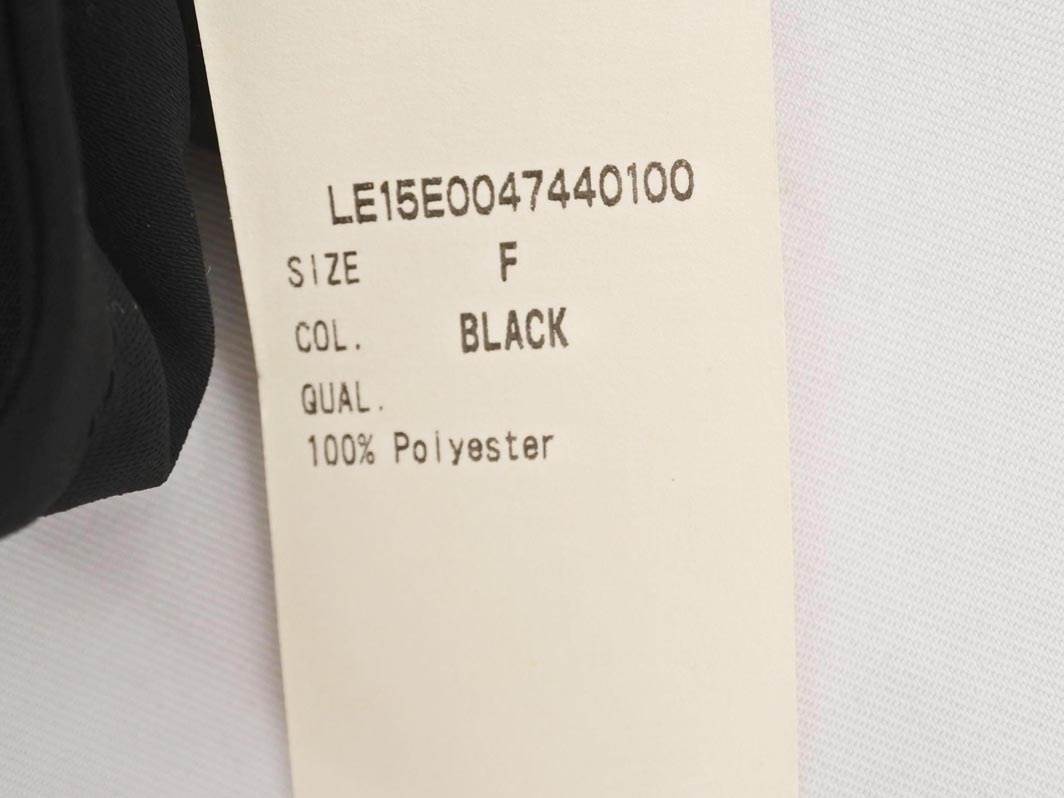 LE15E0047440100
SIZE F
COL. BLACK
QUAL.
100% Polyester